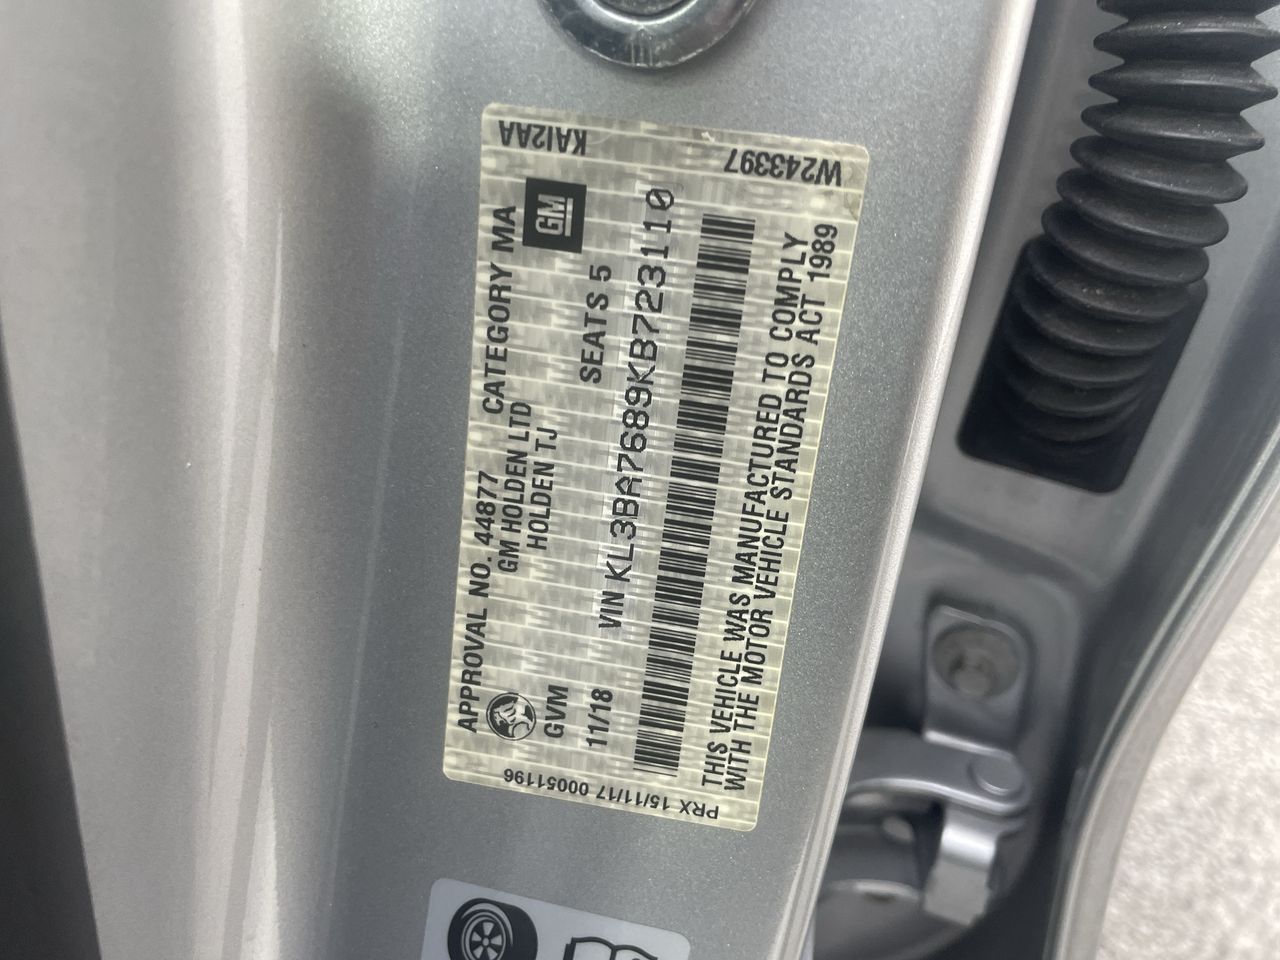 APPROVAL NO. 44877 CATEGORY MA
GM HOLDEN LTD
HOLDEN TJ
GM
GVM SEATS 5
11/18 VIN KL3BA7689KB723110
THIS VEHICLE WAS MANUFACTURED TO COMPLY
WITH THE MOTOR VEHICLE STANDARDS ACT 1989
KAI2AA
W243397
PRX 15/11/17 00051196